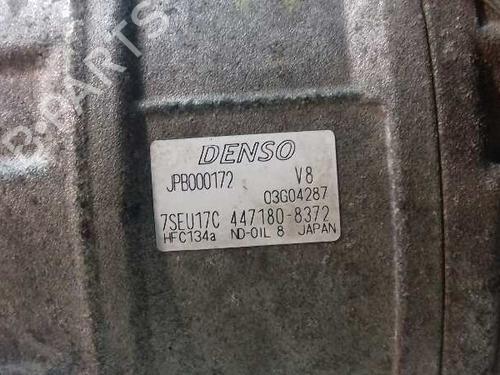 B-PARTS
DENSO
JPB000172 V8
03G04287
7SEU17C 447180-8372
HFC134a ND-OIL 8 JAPAN